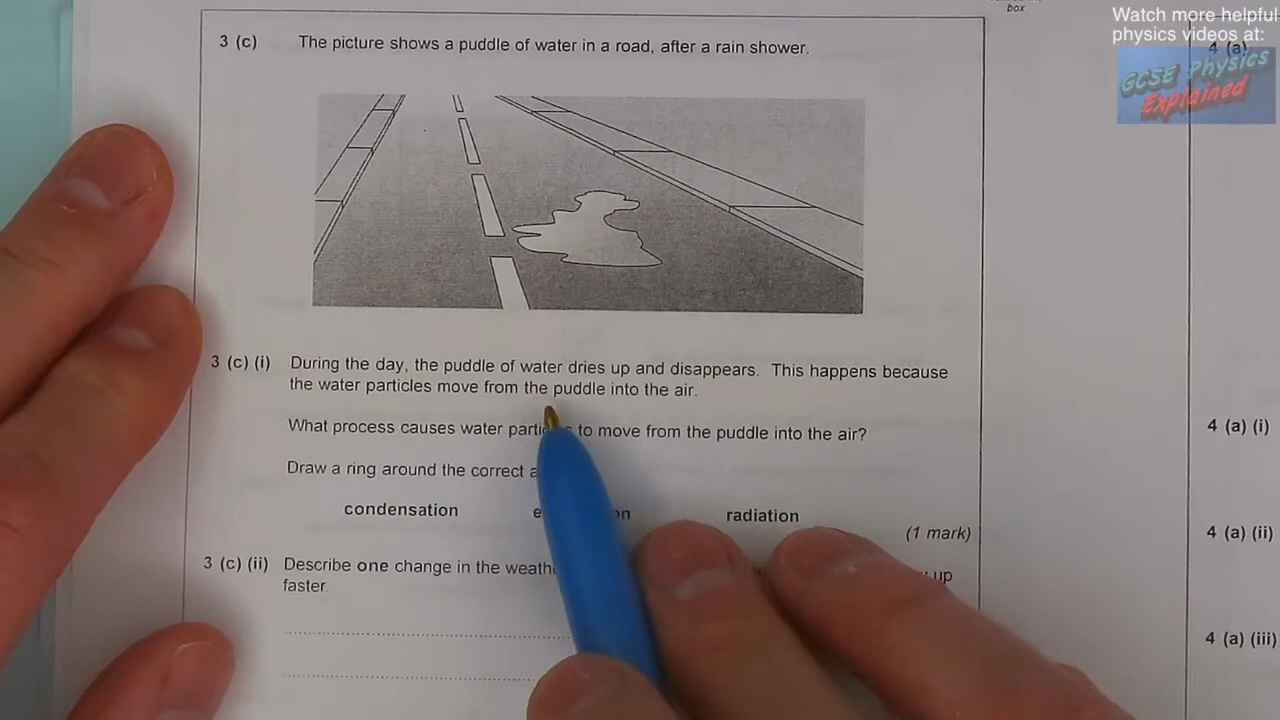 box
Watch more helpful
physics videos at:
GCSE Physics
Explained
3 (c) The picture shows a puddle of water in a road, after a rain shower.
4 (a)
3 (c) (i) During the day, the puddle of water dries up and disappears. This happens because
the water particles move from the puddle into the air.
What process causes water to move from the puddle into the air?
4 (a) (i)
Draw a ring around the correct
condensation radiation
(1 mark)
4 (a) (ii)
3 (c) (ii) Describe one change in the up
faster.
4 (a) (iii)